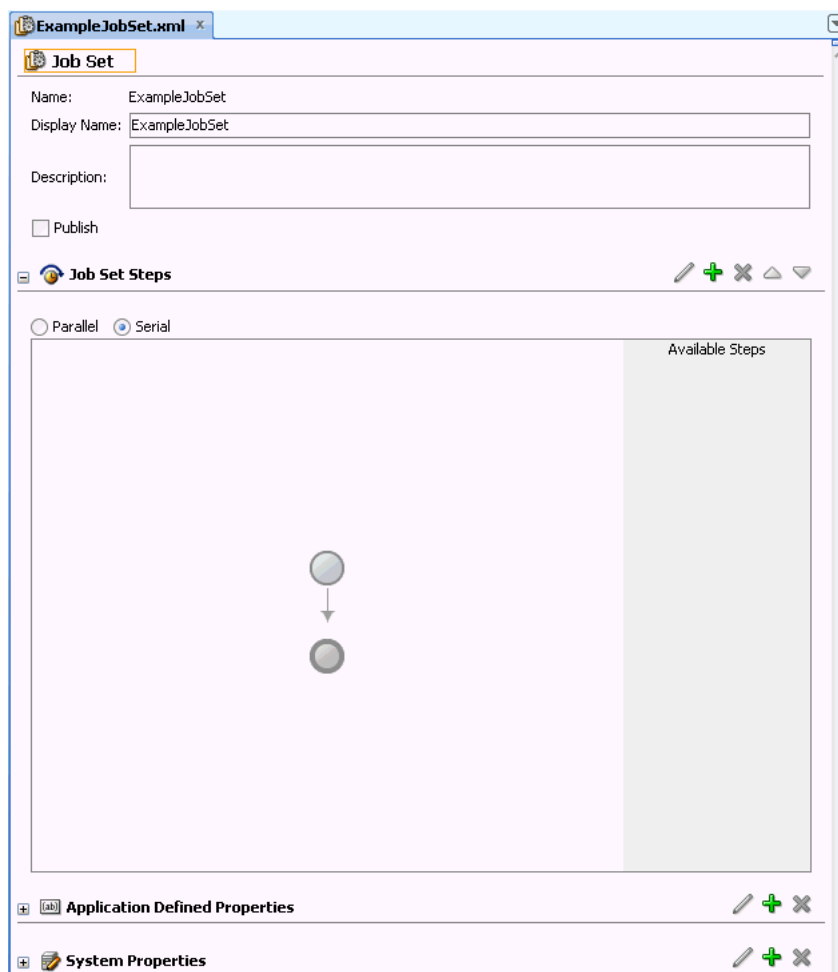 ExampleJobSet.xml
Job Set
Name: ExampleJobSet
Display Name: ExampleJobSet
Description:
Publish
Job Set Steps
Parallel Serial
Available Steps
(ab) Application Defined Properties
System Properties